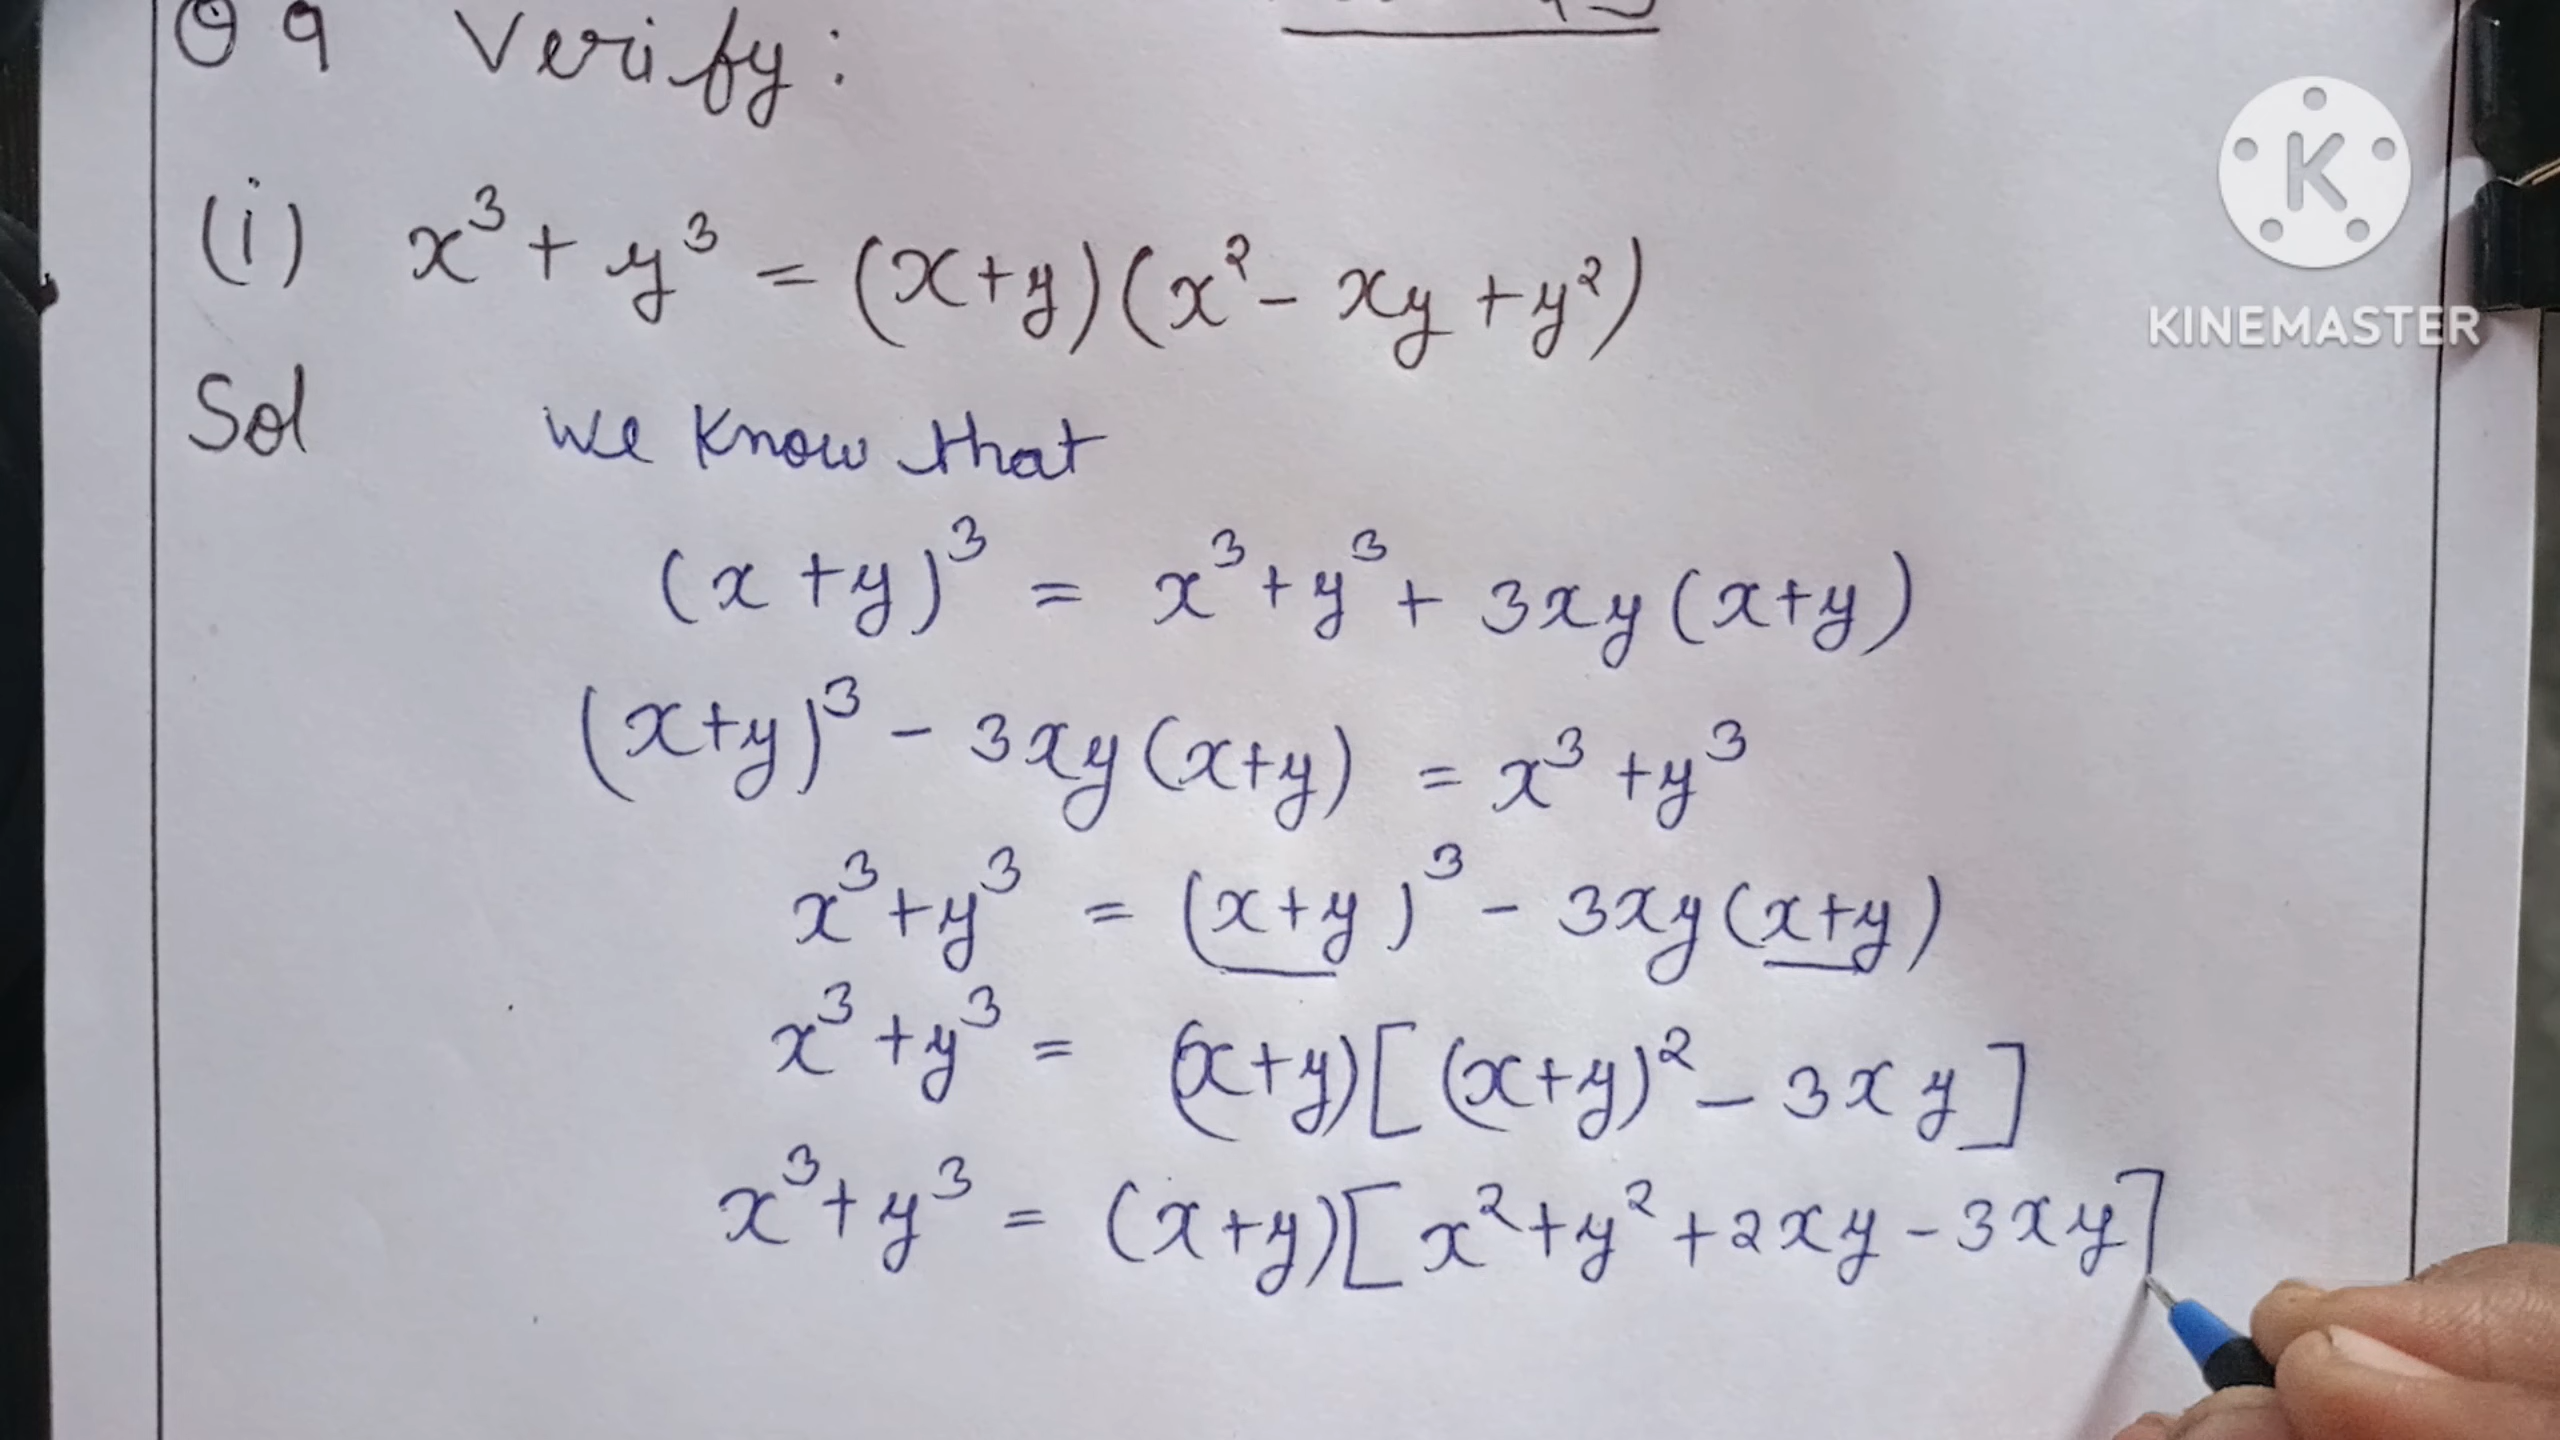 Q 9 Verify:
(i) x³ + y³ = (x+y)(x² - xy + y²)
Sol We Know that
(x + y)³ = x³ + y³ + 3xy(x+y)
(x+y)³ - 3xy(x+y) = x³ + y³
x³ + y³ = (x+y)³ - 3xy(x+y)
x³ + y³ = (x+y)[(x+y)² - 3xy]
x³ + y³ = (x+y)[x² + y² + 2xy - 3xy]
K
KINEMASTER